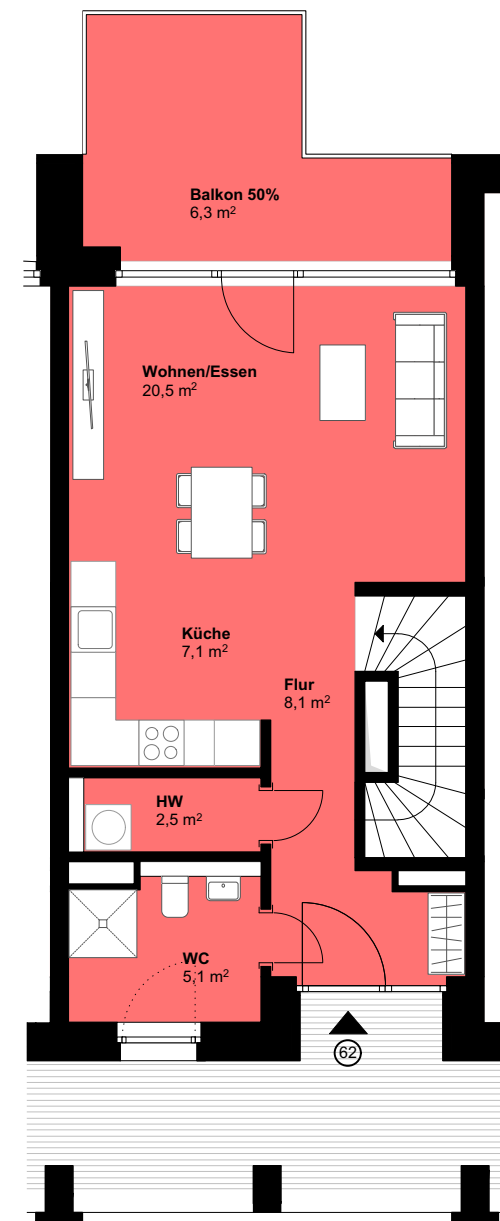 Balkon 50%
6,3 m²
Wohnen/Essen
20,5 m²
Küche
7,1 m²
Flur
8,1 m²
HW
2,5 m²
WC
5,1 m²
62